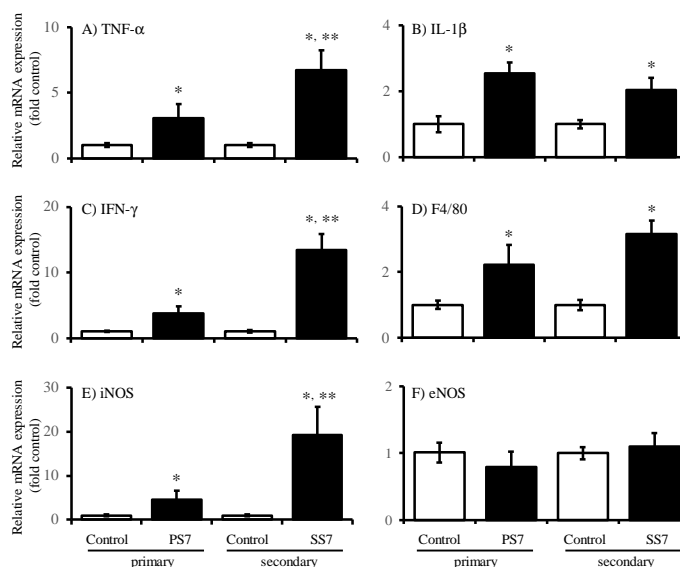 A) TNF-α
B) IL-1β
Relative mRNA expression
(fold control)
10
5
0
*
*, **
4
2
0
*
*
C) IFN-γ
D) F4/80
Relative mRNA expression
(fold control)
20
10
0
*
*, **
4
2
0
*
*
E) iNOS
F) eNOS
Relative mRNA expression
(fold control)
30
20
10
0
*
*, **
2
1
0
Control PS7 Control SS7
primary secondary
Control PS7 Control SS7
primary secondary